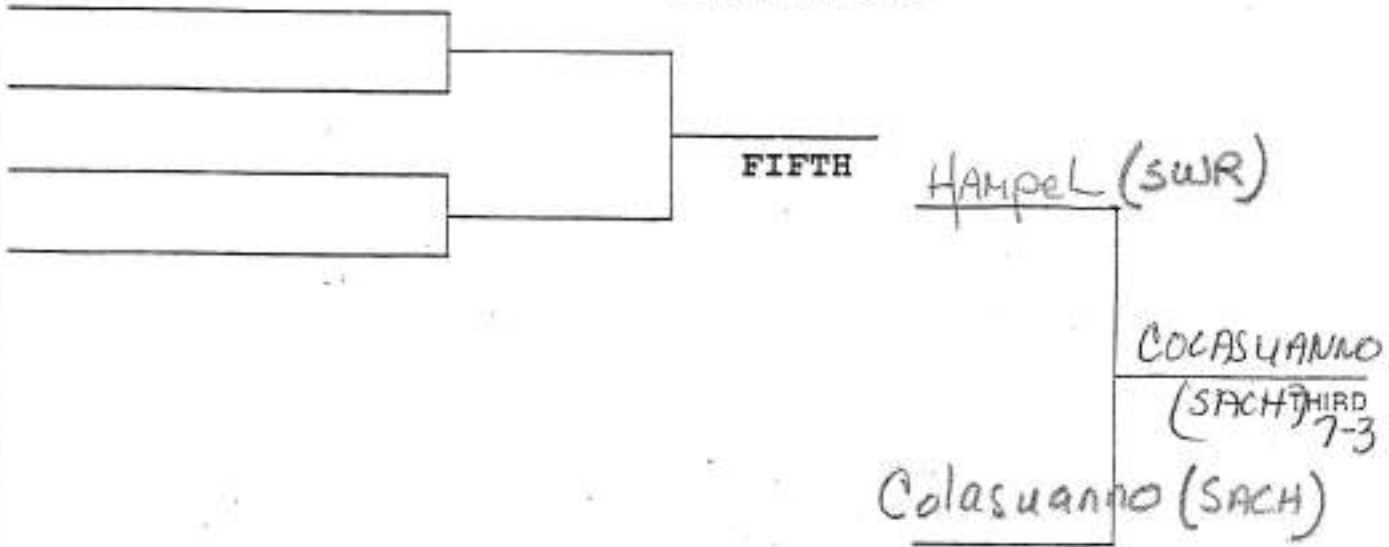 FIFTH
HAMPEL (SWR)
COLASUANNO
(SACH) THIRD
7-3
Colasuanno (SACH)